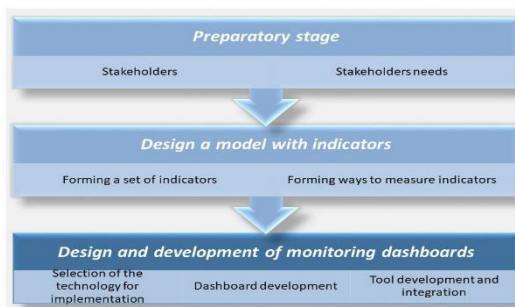 Preparatory stage
Stakeholders
Stakeholders needs
Design a model with indicators
Forming a set of indicators
Forming ways to measure indicators
Design and development of monitoring dashboards
Selection of the
technology for
implementation
Dashboard development
Tool development and
integration